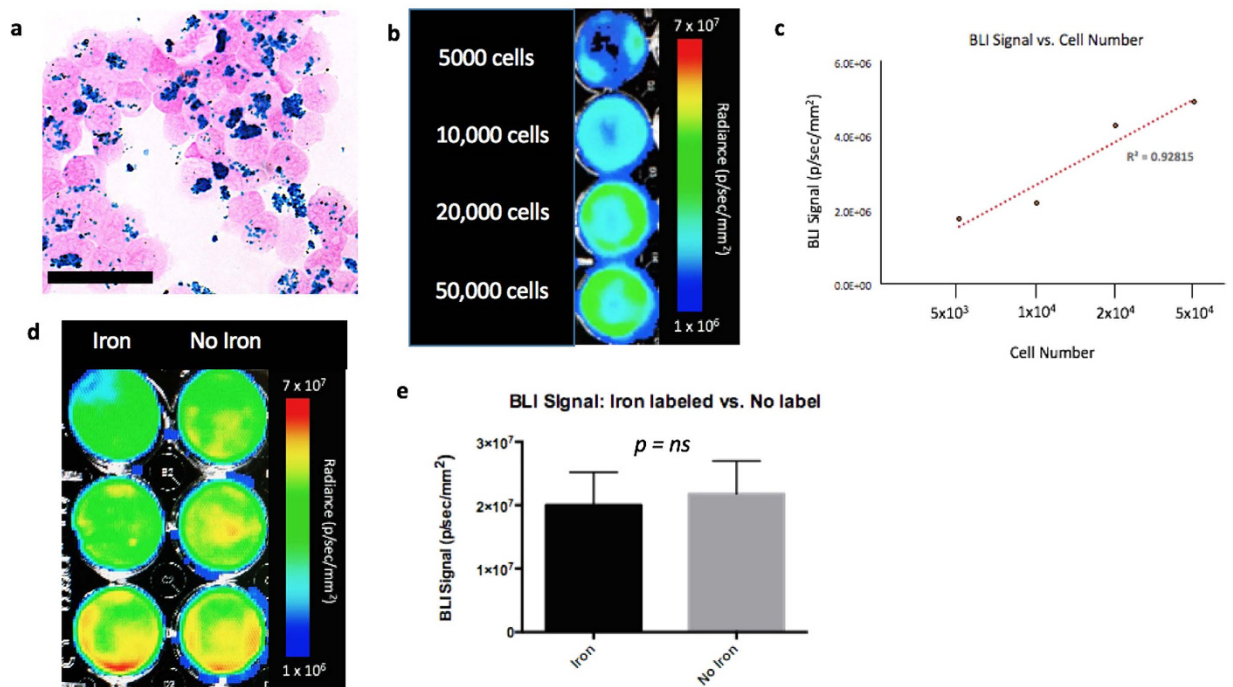 a
b
5000 cells
10,000 cells
20,000 cells
50,000 cells
7 x 10⁷
Radiance (p/sec/mm²)
1 x 10⁶
c
BLI Signal vs. Cell Number
BLI Signal (p/sec/mm²)
6.0E+06
4.0E+06
2.0E+06
0.0E+00
R² = 0.92815
5x10³
1x10⁴
2x10⁴
5x10⁴
Cell Number
d
Iron
No Iron
7 x 10⁷
Radiance (p/sec/mm²)
1 x 10⁶
e
BLI Signal: Iron labeled vs. No label
p = ns
BLI Signal (p/sec/mm²)
3×10⁷
2×10⁷
1×10⁷
0
Iron
No Iron